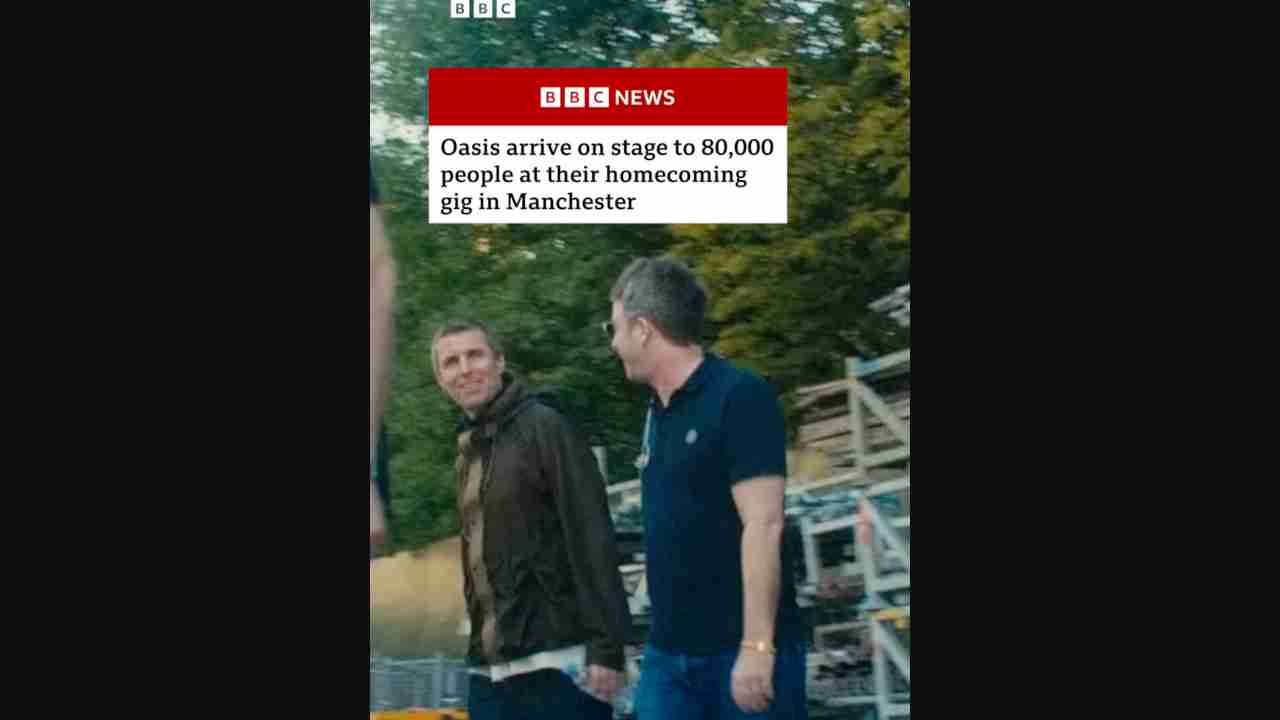 BBC
BBC NEWS
Oasis arrive on stage to 80,000
people at their homecoming
gig in Manchester